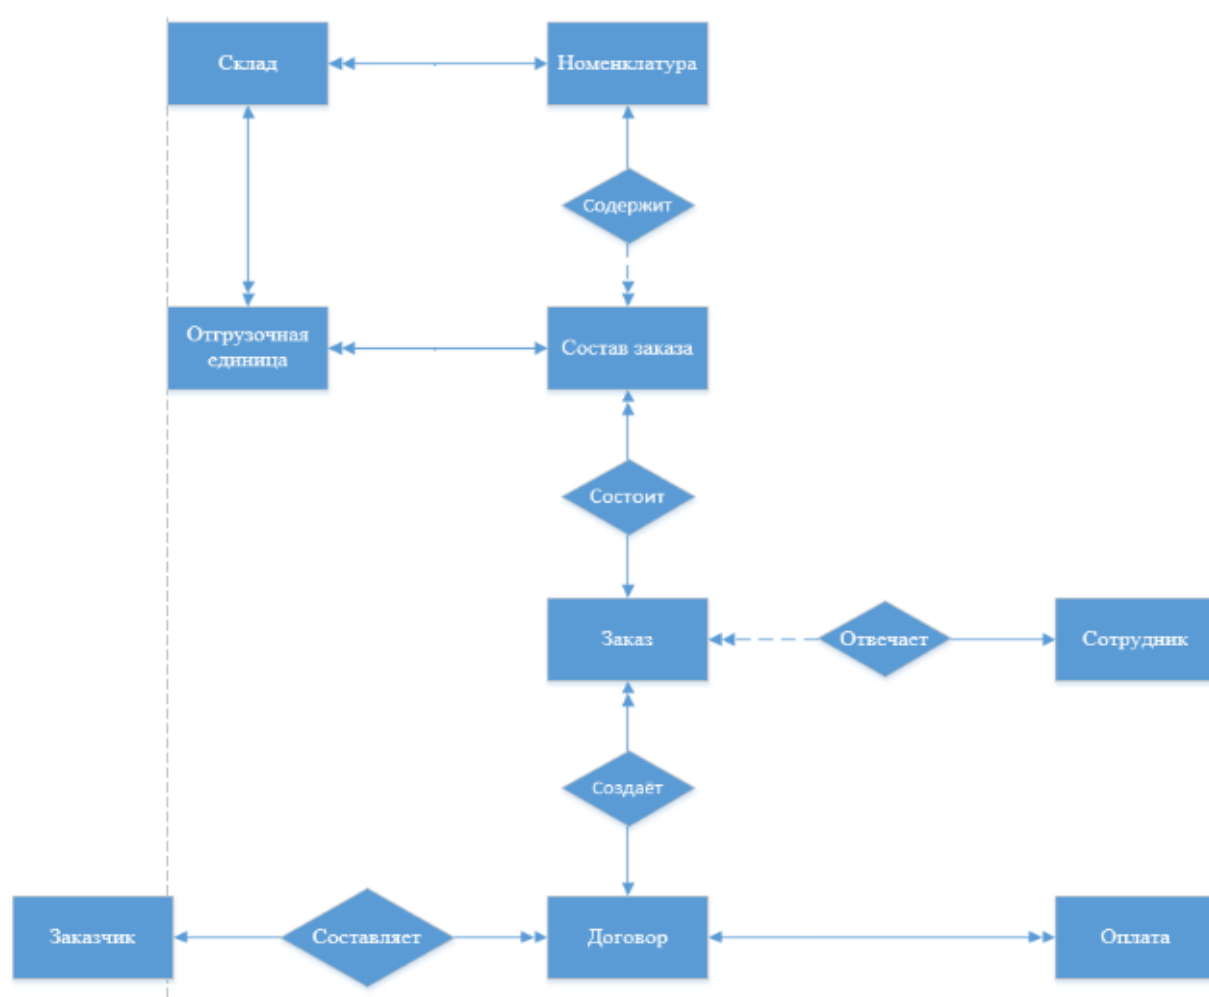 Склад
Номенклатура
Содержит
Отгрузочная
единица
Состав заказа
Состоит
Заказ
Отвечает
Сотрудник
Создаёт
Заказчик
Составляет
Договор
Оплата